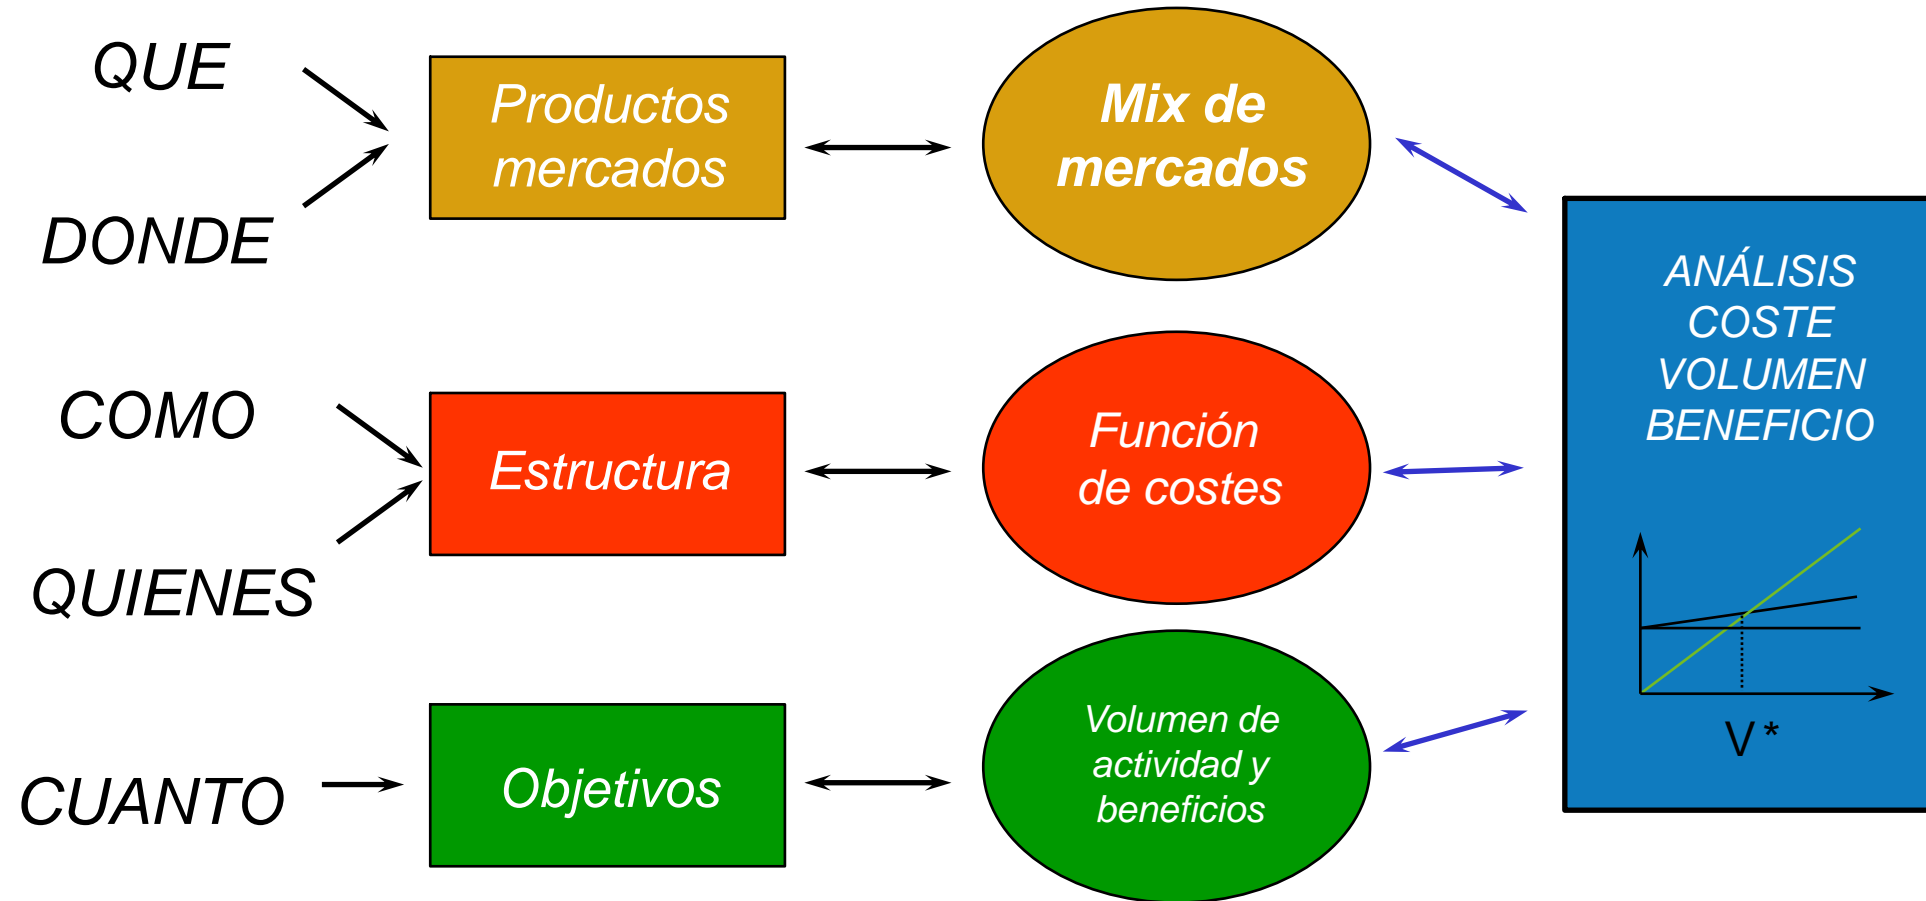 QUE
DONDE
Productos
mercados
Mix de
mercados
COMO
QUIENES
Estructura
Función
de costes
CUANTO
Objetivos
Volumen de
actividad y
beneficios
ANÁLISIS
COSTE
VOLUMEN
BENEFICIO
V *